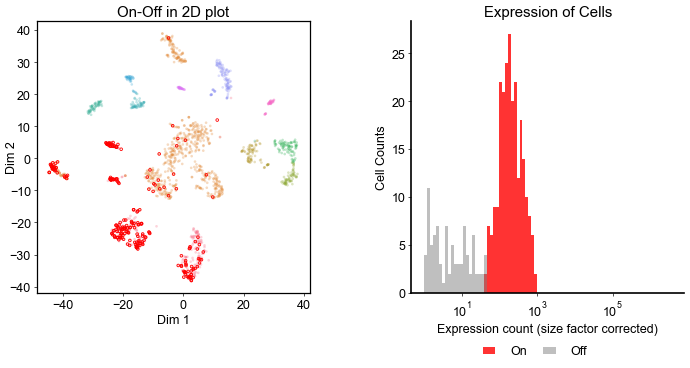 On-Off in 2D plot
Dim 2
40
30
20
10
0
−10
−20
−30
−40
−40 −20 0 20 40
Dim 1
Expression of Cells
Cell Counts
25
20
15
10
5
0
10^1 10^3 10^5
Expression count (size factor corrected)
On Off